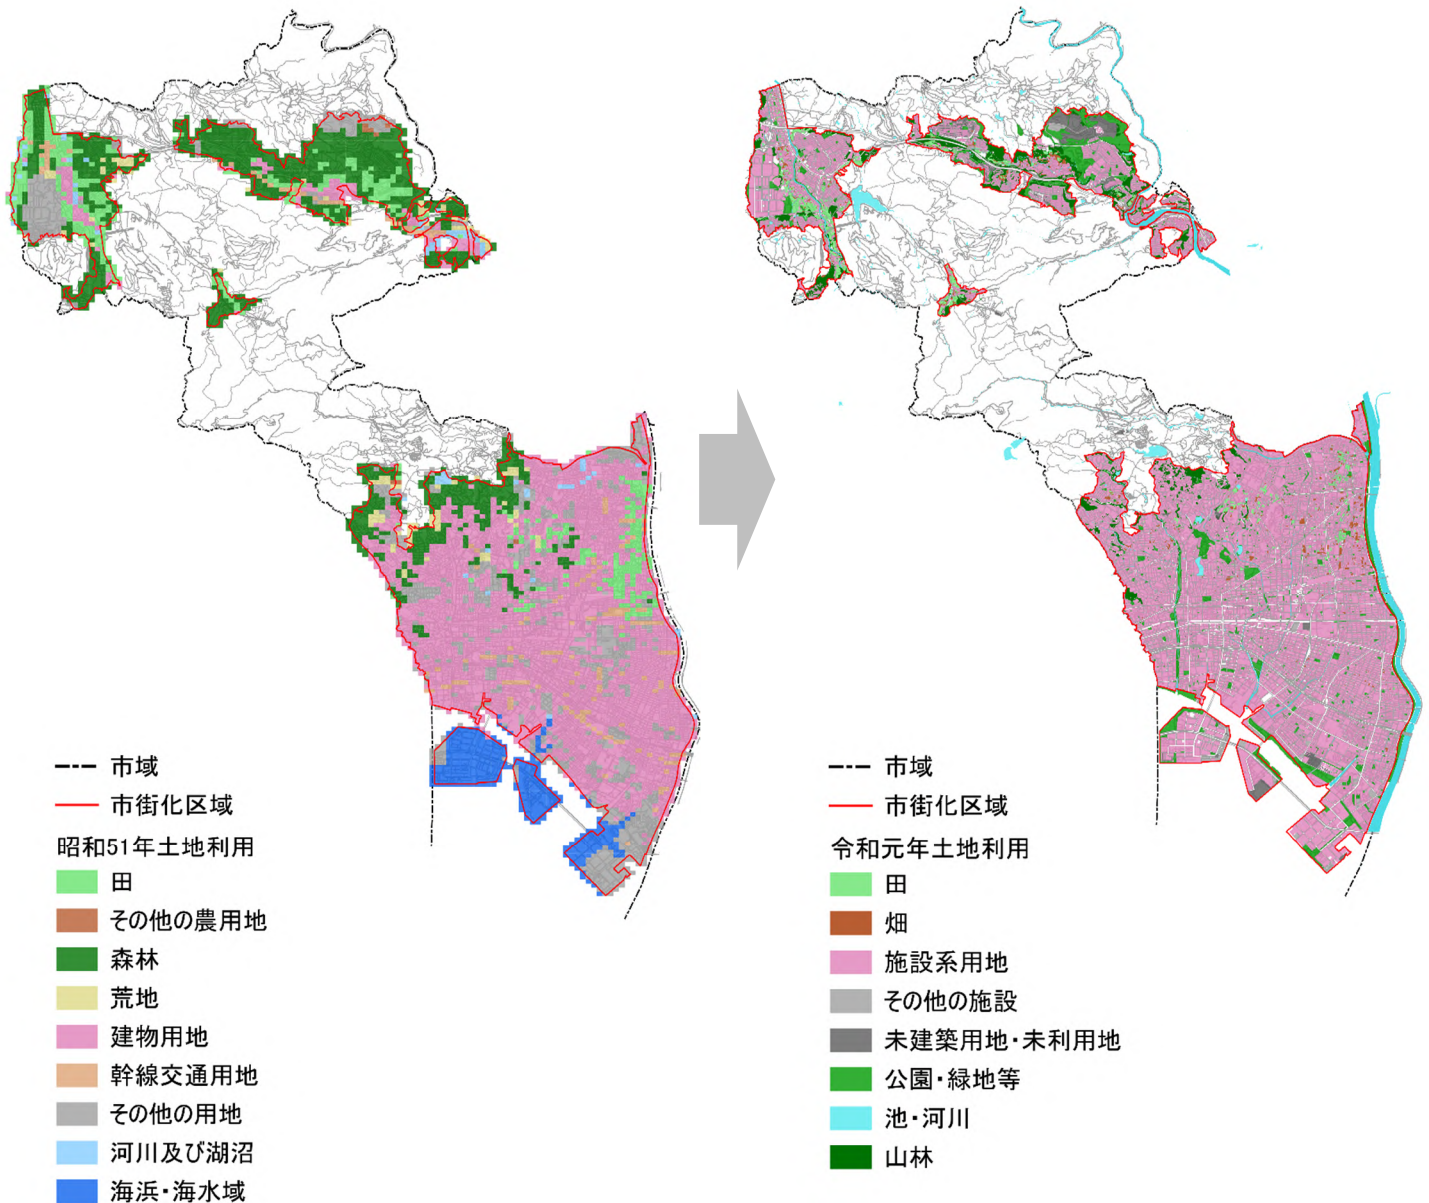 市域
市街化区域
昭和51年土地利用
田
その他の農用地
森林
荒地
建物用地
幹線交通用地
その他の用地
河川及び湖沼
海浜・海水域
市域
市街化区域
令和元年土地利用
田
畑
施設系用地
その他の施設
未建築用地・未利用地
公園・緑地等
池・河川
山林